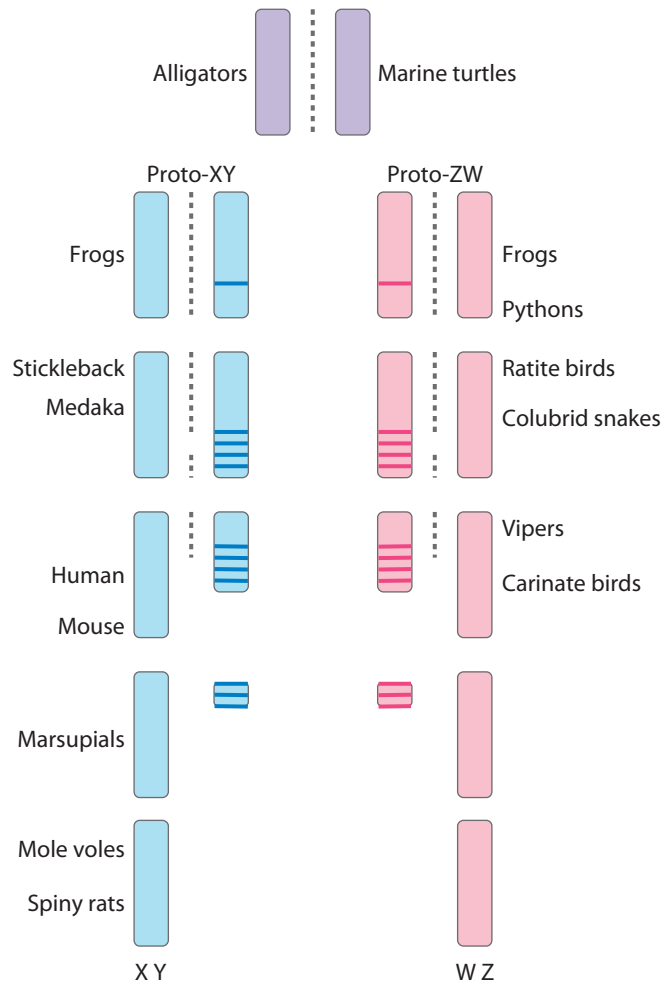 Alligators
Marine turtles
Proto-XY
Proto-ZW
Frogs
Frogs
Pythons
Stickleback
Medaka
Ratite birds
Colubrid snakes
Human
Mouse
Vipers
Carinate birds
Marsupials
Mole voles
Spiny rats
X Y
W Z